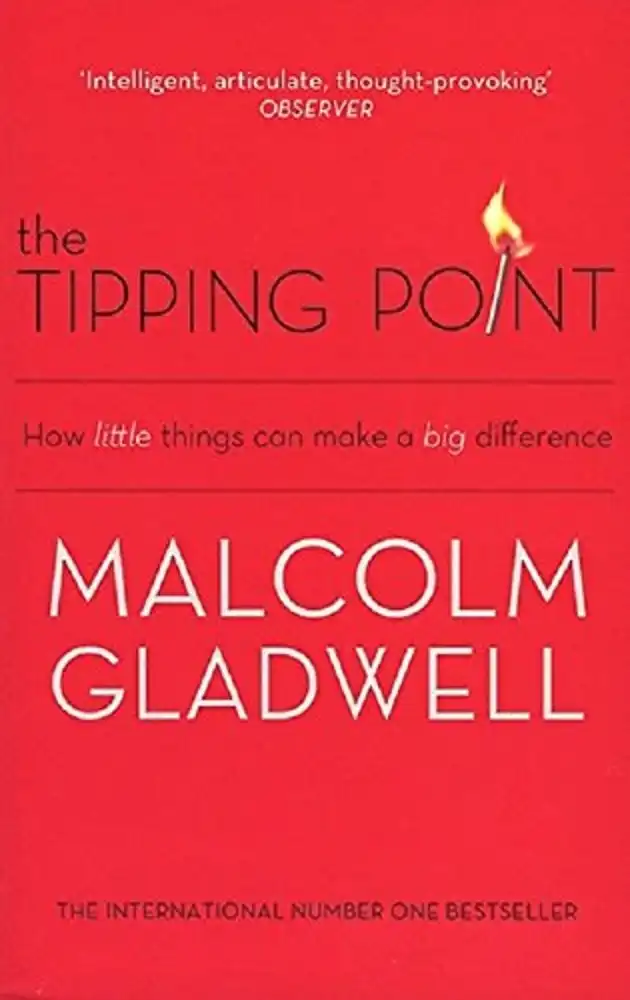 'Intelligent, articulate, thought-provoking'
OBSERVER
the
TIPPING POINT
How little things can make a big difference
MALCOLM
GLADWELL
THE INTERNATIONAL NUMBER ONE BESTSELLER